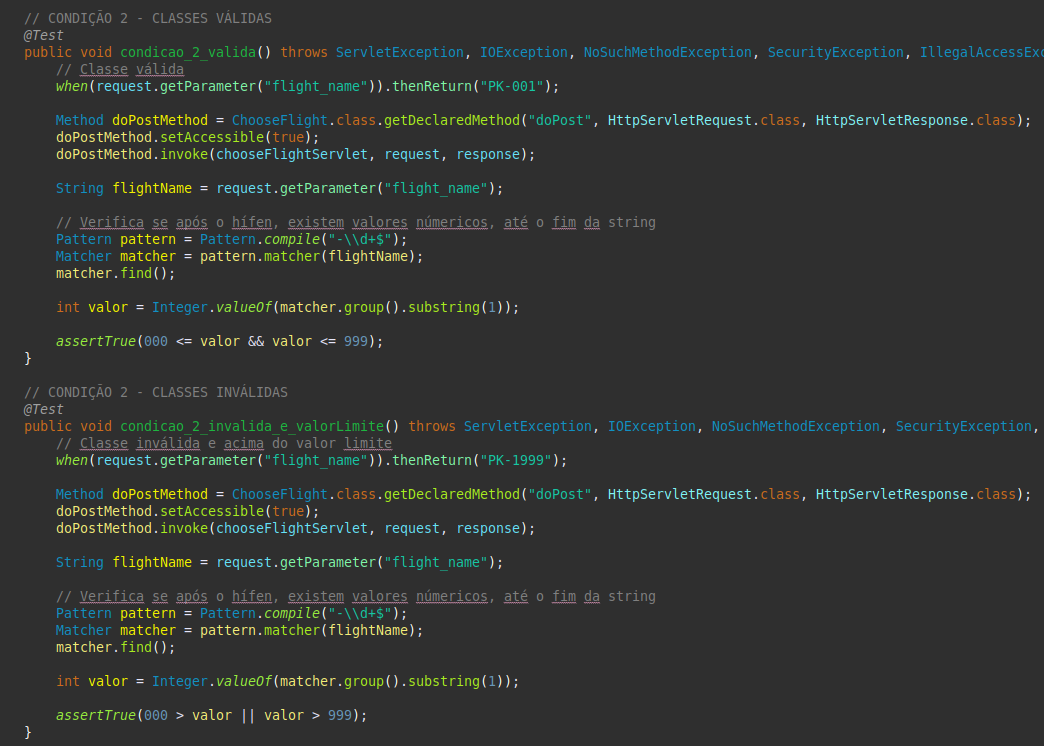 // CONDIÇÃO 2 - CLASSES VÁLIDAS
@Test
public void condicao_2_valida() throws ServletException, IOException, NoSuchMethodException, SecurityException, IllegalAccessExc
// Classe válida
when(request.getParameter("flight_name")).thenReturn("PK-001");
Method doPostMethod = ChooseFlight.class.getDeclaredMethod("doPost", HttpServletRequest.class, HttpServletResponse.class);
doPostMethod.setAccessible(true);
doPostMethod.invoke(chooseFlightServlet, request, response);
String flightName = request.getParameter("flight_name");
// Verifica se após o hífen, existem valores númericos, até o fim da string
Pattern pattern = Pattern.compile("-\\d+$");
Matcher matcher = pattern.matcher(flightName);
matcher.find();
int valor = Integer.valueOf(matcher.group().substring(1));
assertTrue(000 <= valor && valor <= 999);
}
// CONDIÇÃO 2 - CLASSES INVÁLIDAS
@Test
public void condicao_2_invalida_e_valorLimite() throws ServletException, IOException, NoSuchMethodException, SecurityException,
// Classe inválida e acima do valor limite
when(request.getParameter("flight_name")).thenReturn("PK-1999");
Method doPostMethod = ChooseFlight.class.getDeclaredMethod("doPost", HttpServletRequest.class, HttpServletResponse.class);
doPostMethod.setAccessible(true);
doPostMethod.invoke(chooseFlightServlet, request, response);
String flightName = request.getParameter("flight_name");
// Verifica se após o hífen, existem valores númericos, até o fim da string
Pattern pattern = Pattern.compile("-\\d+$");
Matcher matcher = pattern.matcher(flightName);
matcher.find();
int valor = Integer.valueOf(matcher.group().substring(1));
assertTrue(000 > valor || valor > 999);
}